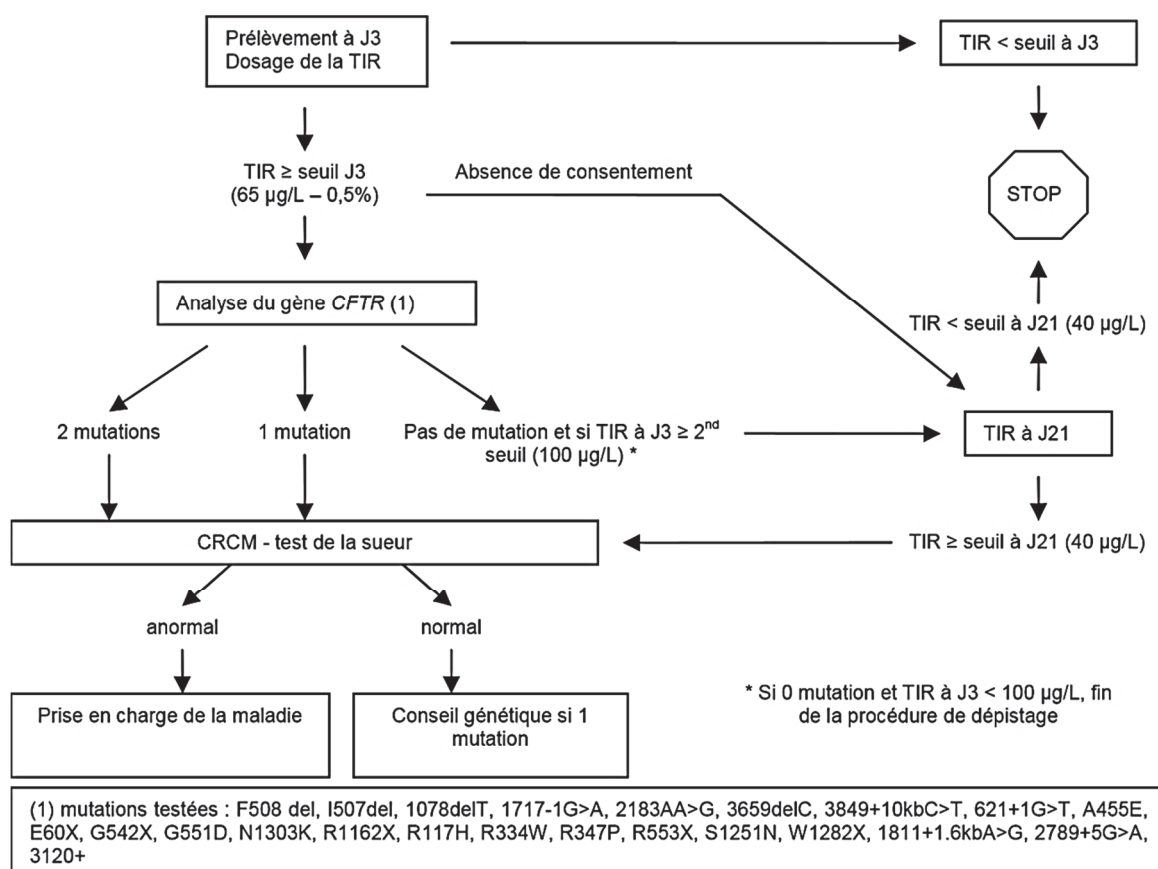 Prélèvement à J3
Dosage de la TIR
TIR < seuil à J3
TIR ≥ seuil J3
(65 µg/L – 0,5%)
Absence de consentement
STOP
Analyse du gène CFTR (1)
TIR < seuil à J21 (40 µg/L)
2 mutations
1 mutation
Pas de mutation et si TIR à J3 ≥ 2nd
seuil (100 µg/L) *
TIR à J21
CRCM - test de la sueur
TIR ≥ seuil à J21 (40 µg/L)
anormal
normal
Prise en charge de la maladie
Conseil génétique si 1
mutation
* Si 0 mutation et TIR à J3 < 100 µg/L, fin
de la procédure de dépistage
(1) mutations testées : F508 del, I507del, 1078delT, 1717-1G>A, 2183AA>G, 3659delC, 3849+10kbC>T, 621+1G>T, A455E,
E60X, G542X, G551D, N1303K, R1162X, R117H, R334W, R347P, R553X, S1251N, W1282X, 1811+1.6kbA>G, 2789+5G>A,
3120+